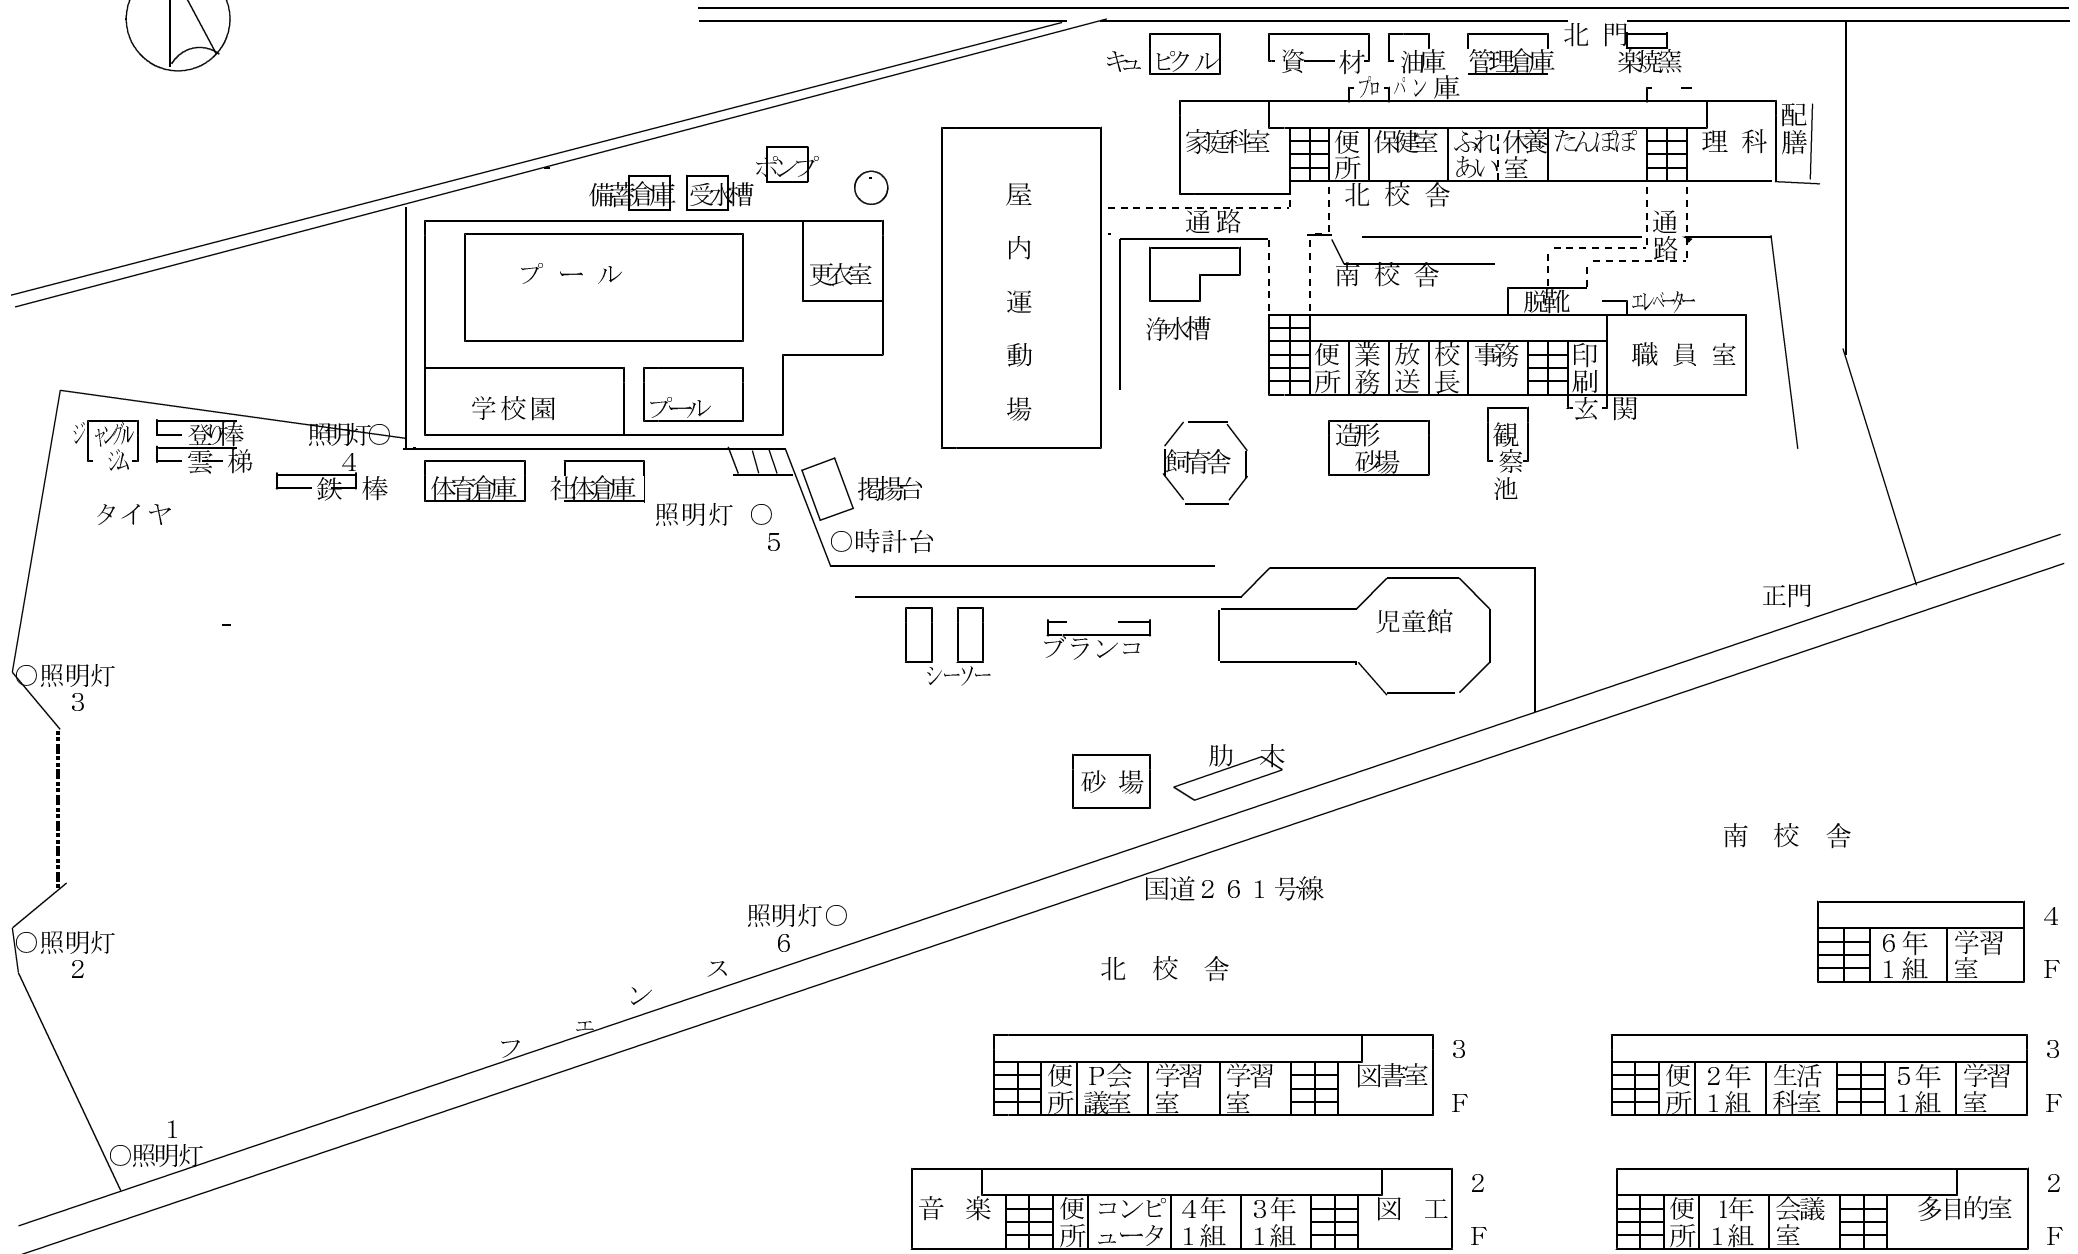 北門
キュービクル
資材
油庫
管理倉庫
楽焼窯
プロパン庫
家庭科室
便所
保健室
ふれあい
休養室
たんぽぽ
理科
配膳
北校舎
通路
通路
ポンプ
備蓄倉庫
受水槽
屋内運動場
プール
更衣室
南校舎
浄水槽
脱靴
エレベーター
便所
業務
放送
校長
事務
印刷
職員室
玄関
学校園
プール
ジャングルジム
登り棒
雲梯
照明灯○
4
鉄棒
体育倉庫
社体倉庫
タイヤ
照明灯 ○
5
掲揚台
○時計台
飼育舎
造形砂場
観察池
正門
児童館
シーソー
ブランコ
○照明灯
3
砂場
肋木
国道261号線
照明灯○
6
○照明灯
2
フェンス
1
○照明灯
南校舎
4F
6年1組
学習室
北校舎
3F
便所
P会議室
学習室
学習室
図書室
3F
便所
2年1組
生活科室
5年1組
学習室
2F
音楽
便所
コンピュータ
4年1組
3年1組
図工
2F
便所
1年1組
会議室
多目的室